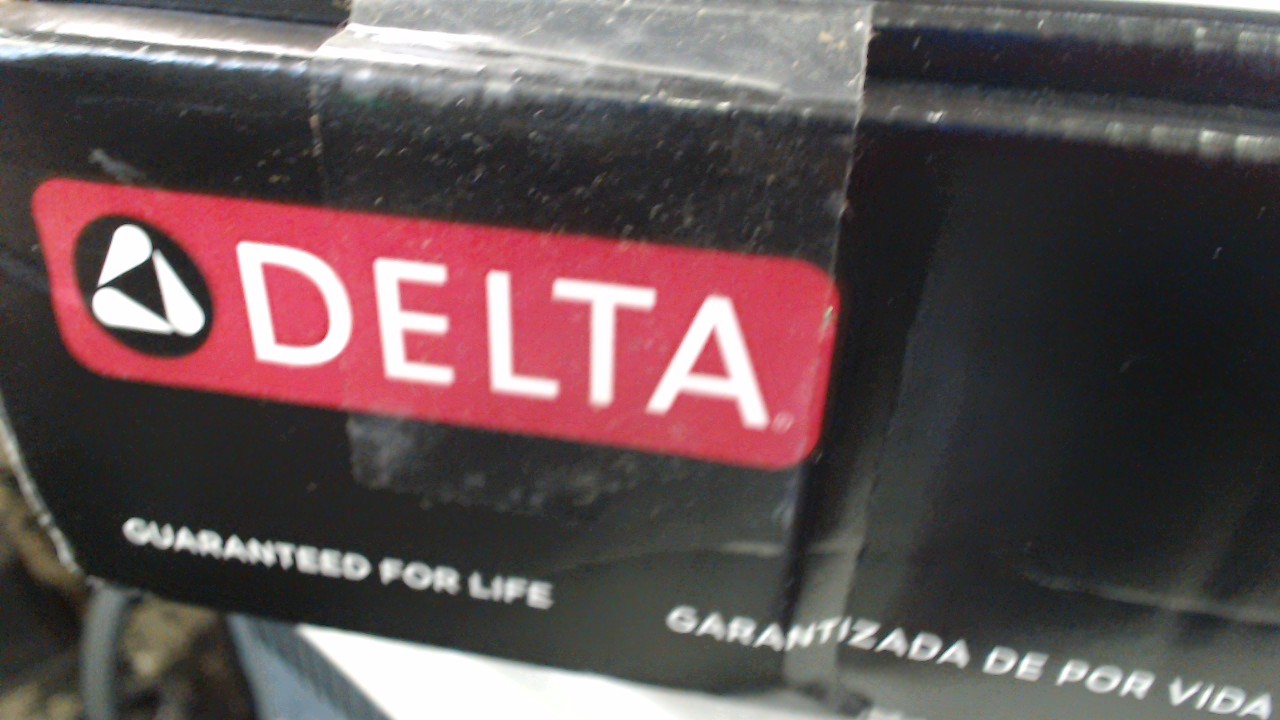 DELTA
GUARANTEED FOR LIFE
GARANTIZADA DE POR VIDA